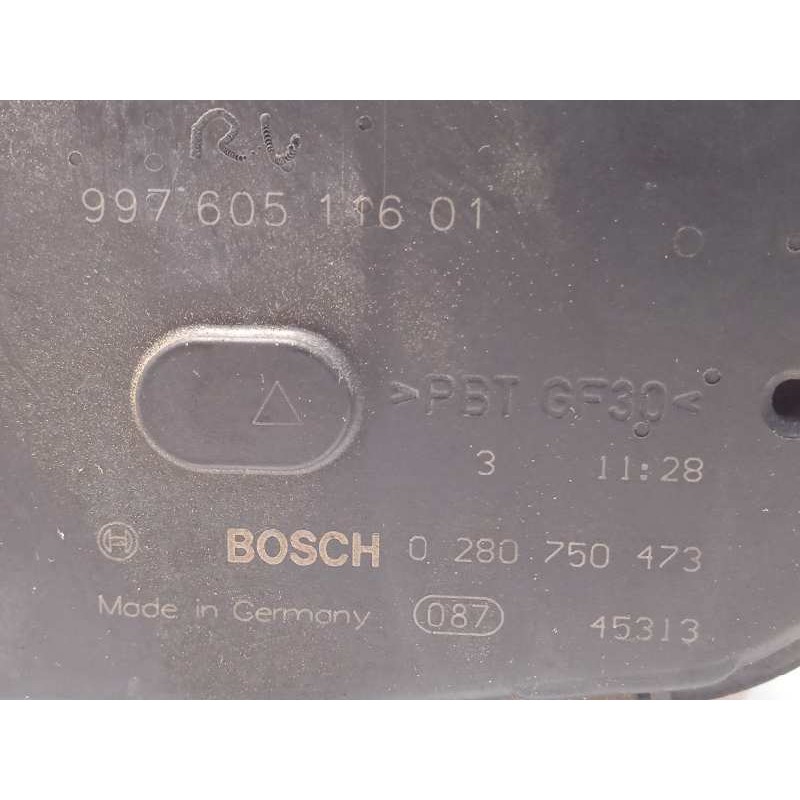 997 605 116 01
>PBT GF30<
3 11:28
BOSCH 0 280 750 473
Made in Germany 087 45313